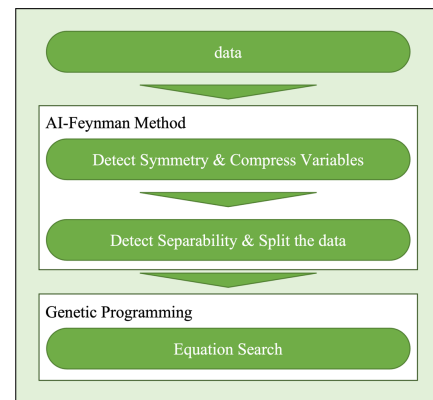 data
AI-Feynman Method
Detect Symmetry & Compress Variables
Detect Separability & Split the data
Genetic Programming
Equation Search